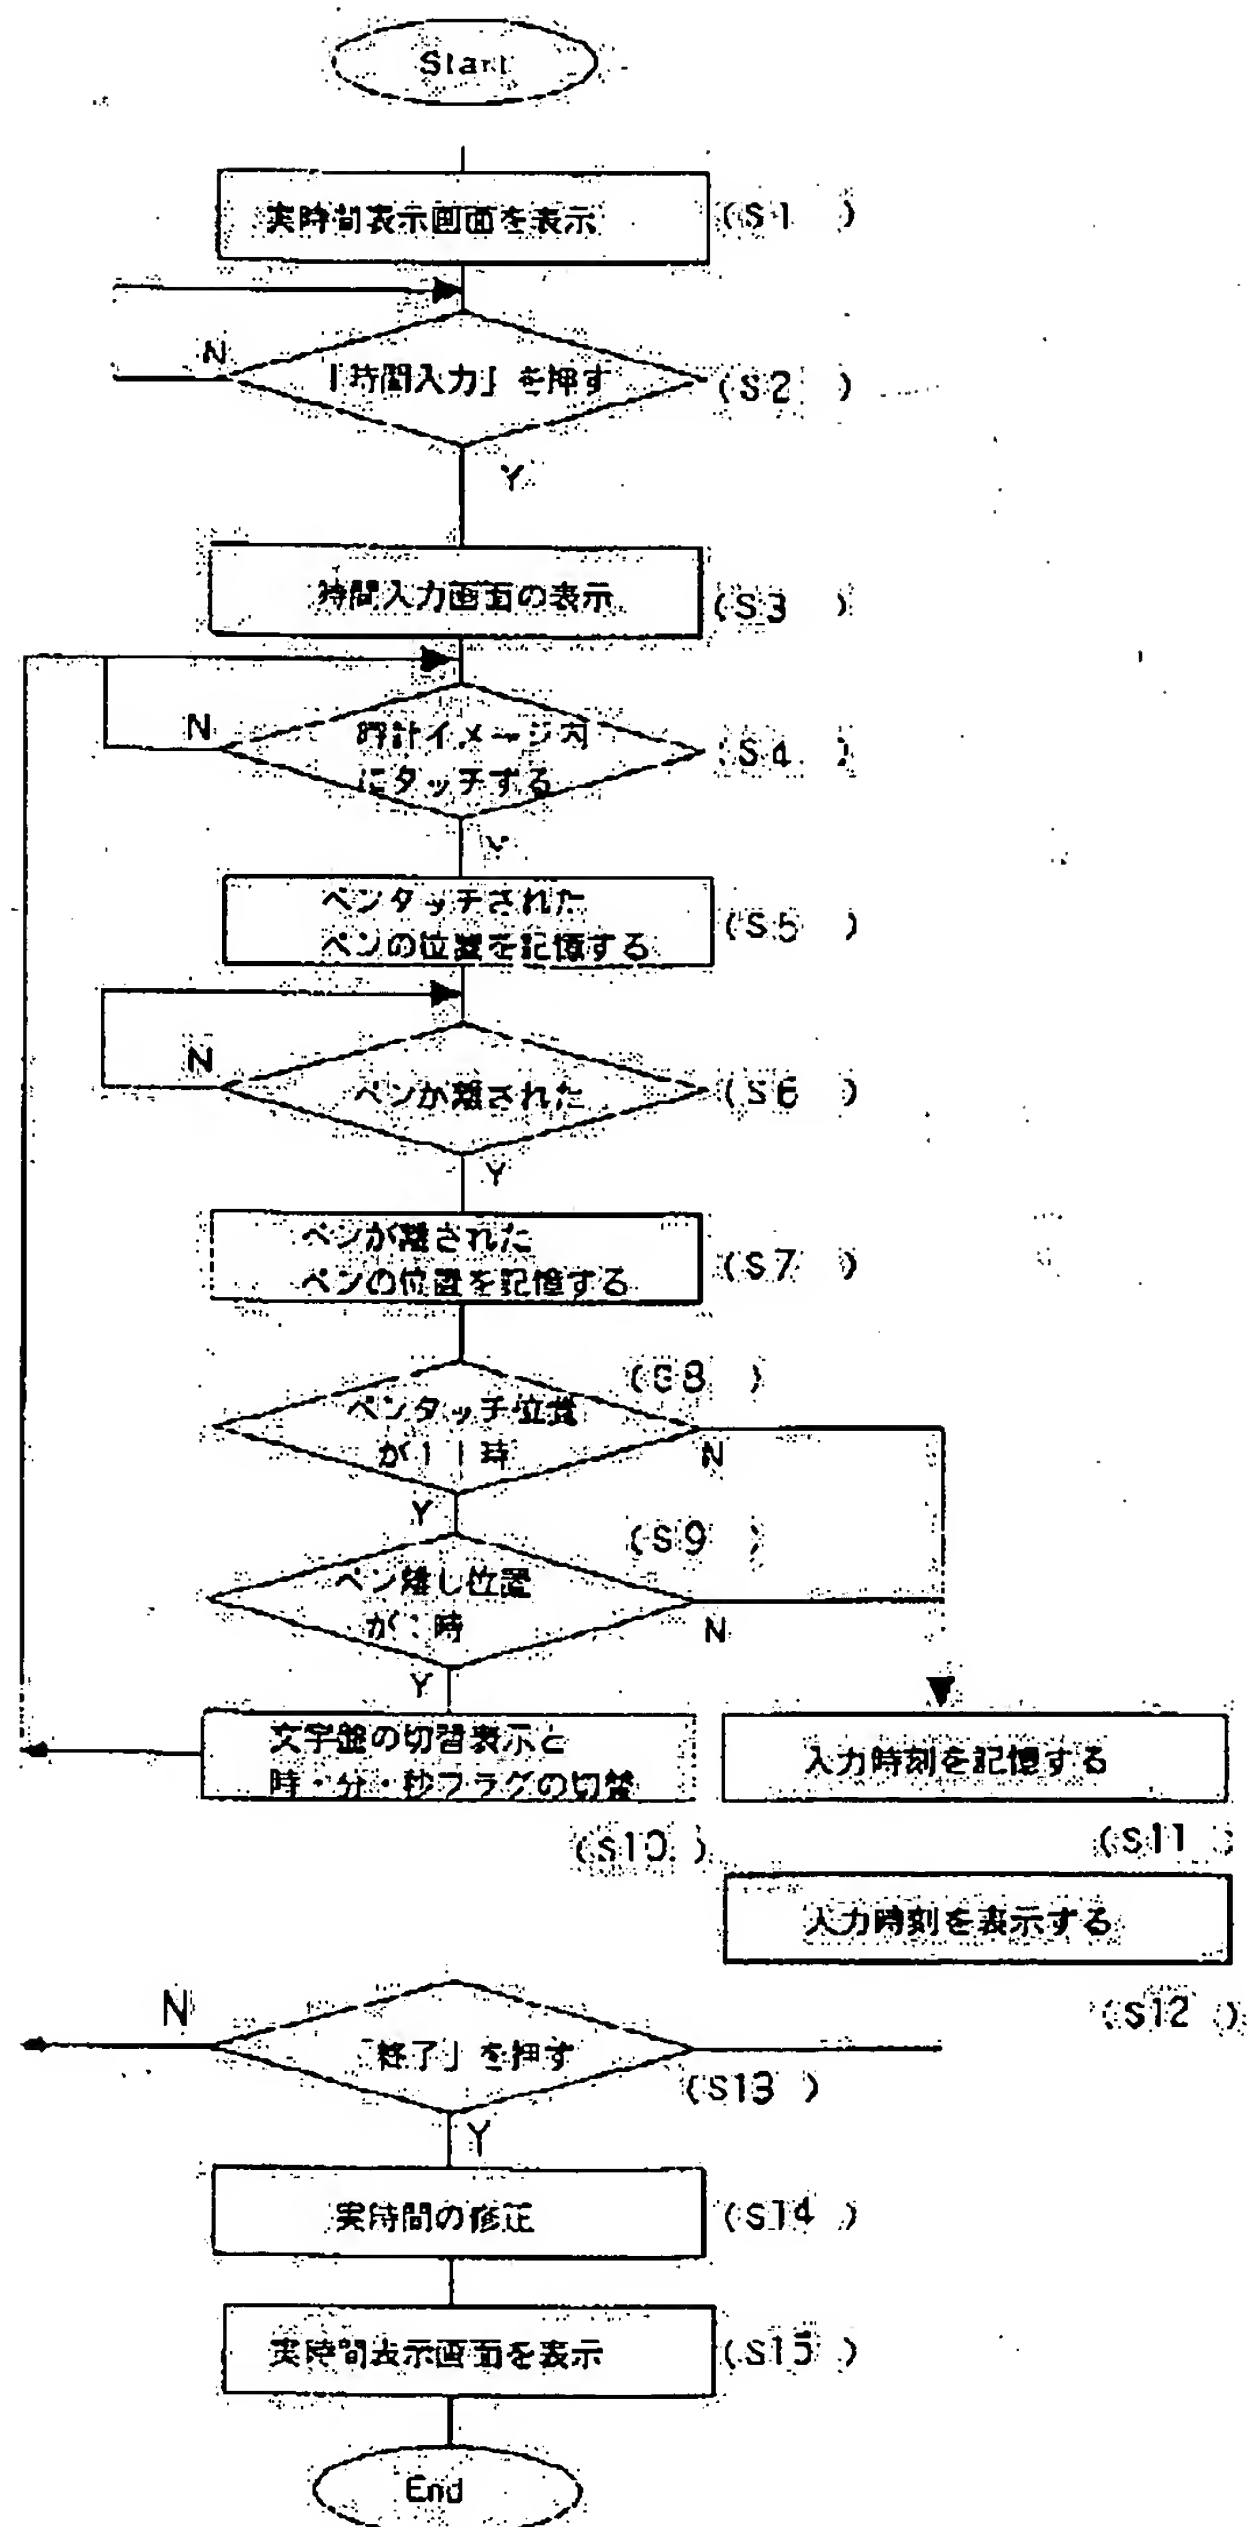 Start
実時間表示画面を表示
(S1)
N
「時間入力」を押す
(S2)
Y
時間入力画面の表示
(S3)
N
時計イメージ内
にタッチする
(S4)
Y
ペンタッチされた
ペンの位置を記憶する
(S5)
N
ペンが離された
(S6)
Y
ペンが離された
ペンの位置を記憶する
(S7)
(S8)
ペンタッチ位置
が11時
N
Y
(S9)
ペン離し位置
が 時
N
Y
文字盤の切替表示と
時・分・秒フラグの切替
入力時刻を記憶する
(S10)
(S11)
入力時刻を表示する
(S12)
N
「終了」を押す
(S13)
Y
実時間の修正
(S14)
実時間表示画面を表示
(S15)
End